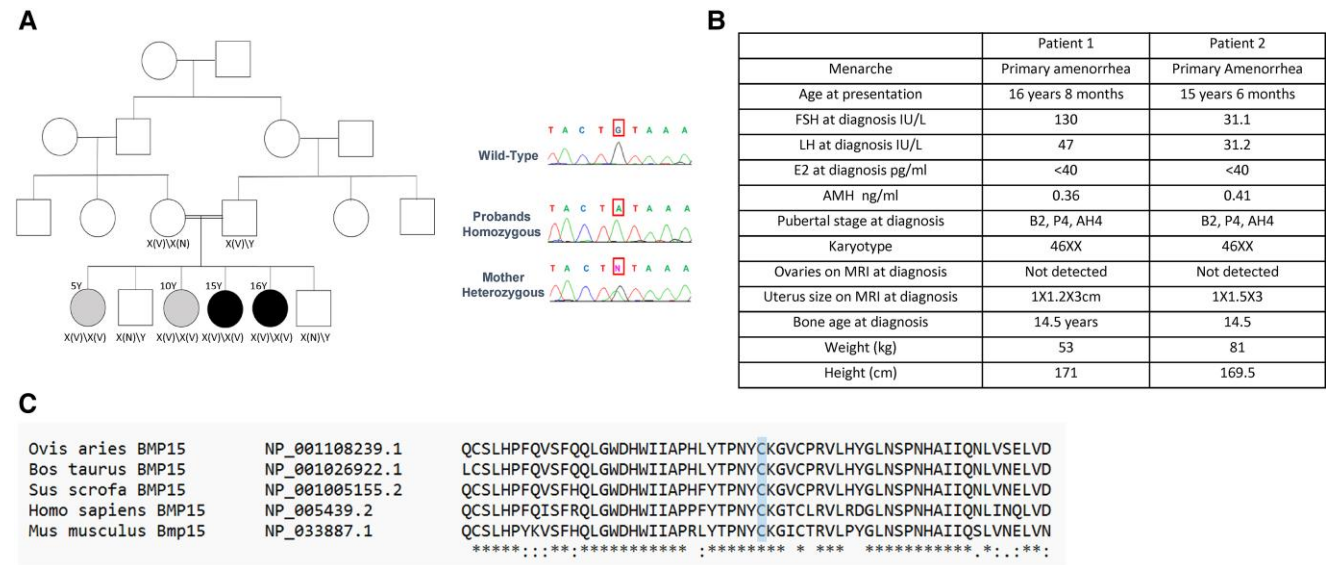 A
X(V)\X(N) X(V)\Y
5Y 10Y 15Y 16Y
X(V)\X(V) X(N)\Y X(V)\X(V) X(V)\X(V) X(V)\X(V) X(N)\Y
T A C T G T A A A
Wild-Type
T A C T A T A A A
Probands
Homozygous
T A C T N T A A A
Mother
Heterozygous
B
Patient 1 Patient 2
Menarche Primary amenorrhea Primary Amenorrhea
Age at presentation 16 years 8 months 15 years 6 months
FSH at diagnosis IU/L 130 31.1
LH at diagnosis IU/L 47 31.2
E2 at diagnosis pg/ml <40 <40
AMH ng/ml 0.36 0.41
Pubertal stage at diagnosis B2, P4, AH4 B2, P4, AH4
Karyotype 46XX 46XX
Ovaries on MRI at diagnosis Not detected Not detected
Uterus size on MRI at diagnosis 1X1.2X3cm 1X1.5X3
Bone age at diagnosis 14.5 years 14.5
Weight (kg) 53 81
Height (cm) 171 169.5
C
Ovis aries BMP15 NP_001108239.1 QCSLHPFQVSFQQLGWDHWIIAPHLYTPNYCKGVCPRVLHYGLNSPNHAIIQNLVSELVD
Bos taurus BMP15 NP_001026922.1 LCSLHPFQVSFQQLGWDHWIIAPHLYTPNYCKGVCPRVLHYGLNSPNHAIIQNLVNELVD
Sus scrofa BMP15 NP_001005155.2 QCSLHPFQVSFHQLGWDHWIIAPHFYTPNYCKGVCPRVLHYGLNSPNHAIIQNLVNELVD
Homo sapiens BMP15 NP_005439.2 QCSLHPFQISFRQLGWDHWIIAPPFYTPNYCKGTCLRVLRDGLNSPNHAIIQNLINQLVD
Mus musculus Bmp15 NP_033887.1 QCSLHPYKVSFHQLGWDHWIIAPRLYTPNYCKGICTRVLPYGLNSPNHAIIQSLVNELVN
*****:::**:*********** :******** * *** ***********.*:.:**: